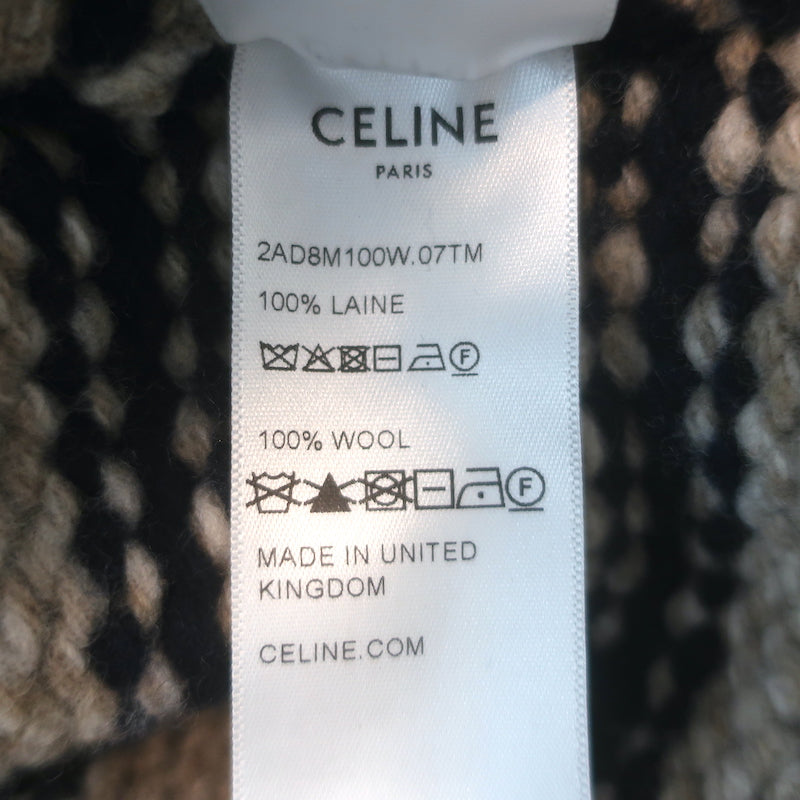 CELINE
PARIS
2AD8M100W.07TM
100% LAINE
F
100% WOOL
F
MADE IN UNITED
KINGDOM
CELINE.COM